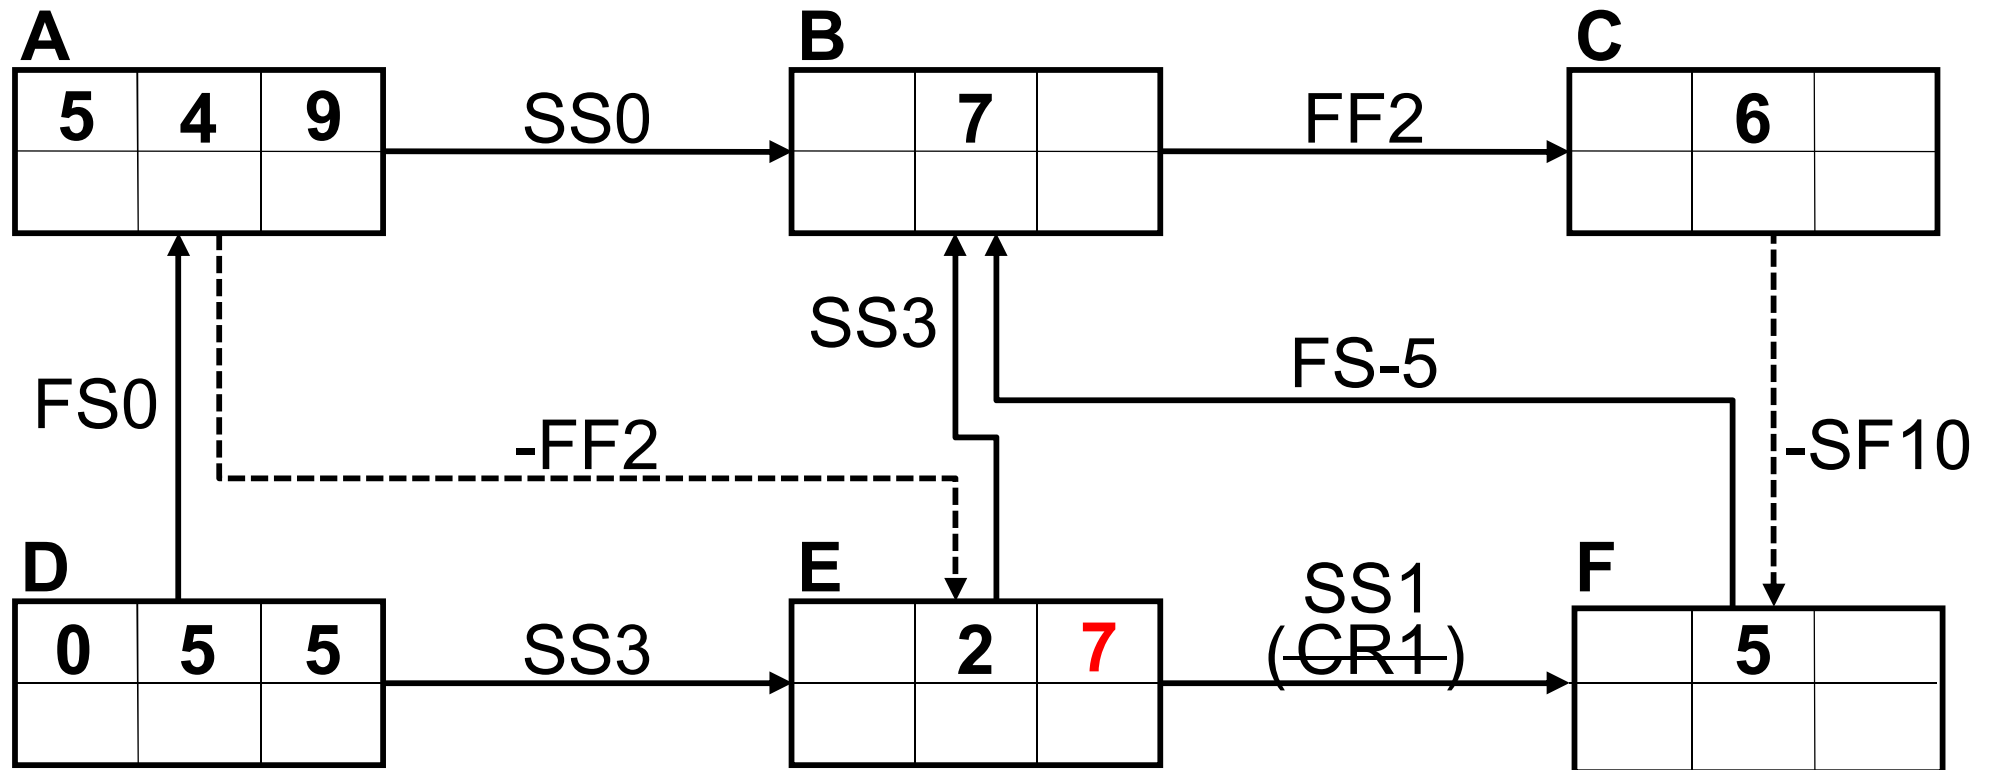 A B C
5 4 9 SS0 7 FF2 6
SS3
FS-5
FS0
-FF2
-SF10
D E F
SS1
0 5 5 SS3 2 7 (CR1) 5